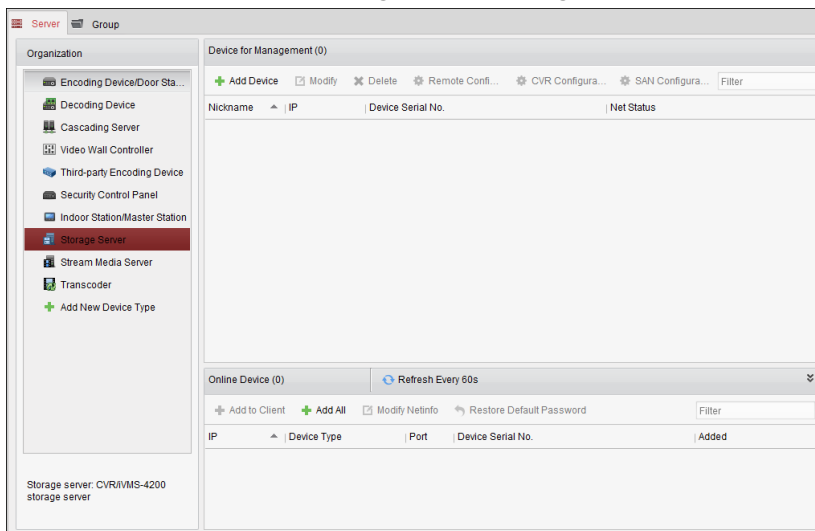 Server Group
Organization
Encoding Device/Door Sta...
Decoding Device
Cascading Server
Video Wall Controller
Third-party Encoding Device
Security Control Panel
Indoor Station/Master Station
Storage Server
Stream Media Server
Transcoder
Add New Device Type
Storage server: CVR/iVMS-4200
storage server
Device for Management (0)
Add Device Modify Delete Remote Confi... CVR Configura... SAN Configura... Filter
Nickname IP Device Serial No. Net Status
Online Device (0) Refresh Every 60s
Add to Client Add All Modify Netinfo Restore Default Password Filter
IP Device Type Port Device Serial No. Added